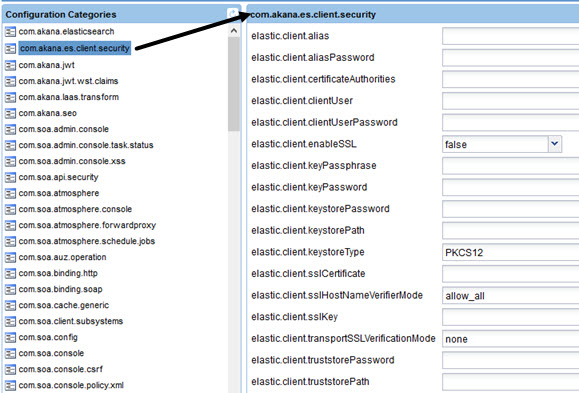 Configuration Categories
com.akana.elasticsearch
com.akana.es.client.security
com.akana.jwt
com.akana.jwt.wst.claims
com.akana.laas.transform
com.akana.seo
com.soa.admin.console
com.soa.admin.console.task.status
com.soa.admin.console.xss
com.soa.api.security
com.soa.atmosphere
com.soa.atmosphere.console
com.soa.atmosphere.forwardproxy
com.soa.atmosphere.schedule.jobs
com.soa.auz.operation
com.soa.binding.http
com.soa.binding.soap
com.soa.cache.generic
com.soa.client.subsystems
com.soa.config
com.soa.console
com.soa.console.csrf
com.soa.console.policy.xml
com.akana.es.client.security
elastic.client.alias
elastic.client.aliasPassword
elastic.client.certificateAuthorities
elastic.client.clientUser
elastic.client.clientUserPassword
elastic.client.enableSSL false
elastic.client.keyPassphrase
elastic.client.keyPassword
elastic.client.keystorePassword
elastic.client.keystorePath
elastic.client.keystoreType PKCS12
elastic.client.sslCertificate
elastic.client.sslHostNameVerifierMode allow_all
elastic.client.sslKey
elastic.client.transportSSLVerificationMode none
elastic.client.truststorePassword
elastic.client.truststorePath